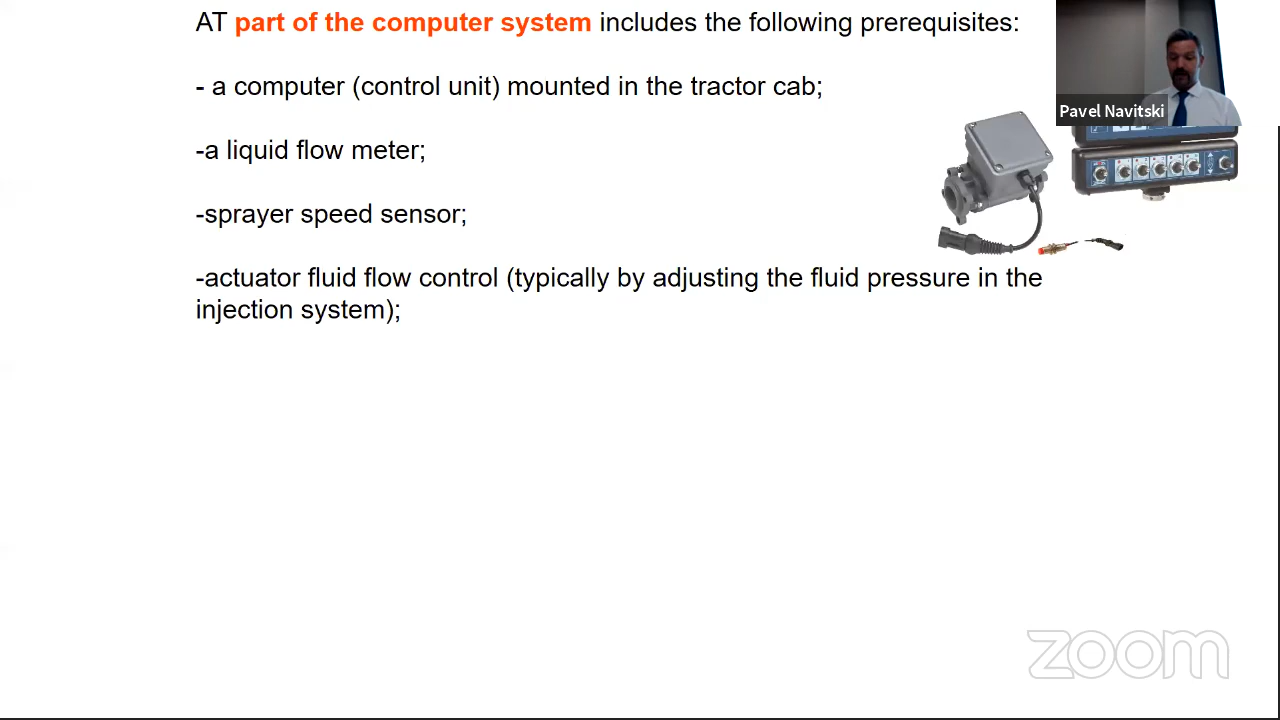 AT part of the computer system includes the following prerequisites:
- a computer (control unit) mounted in the tractor cab;
-a liquid flow meter;
-sprayer speed sensor;
-actuator fluid flow control (typically by adjusting the fluid pressure in the
injection system);
Pavel Navitski
zoom